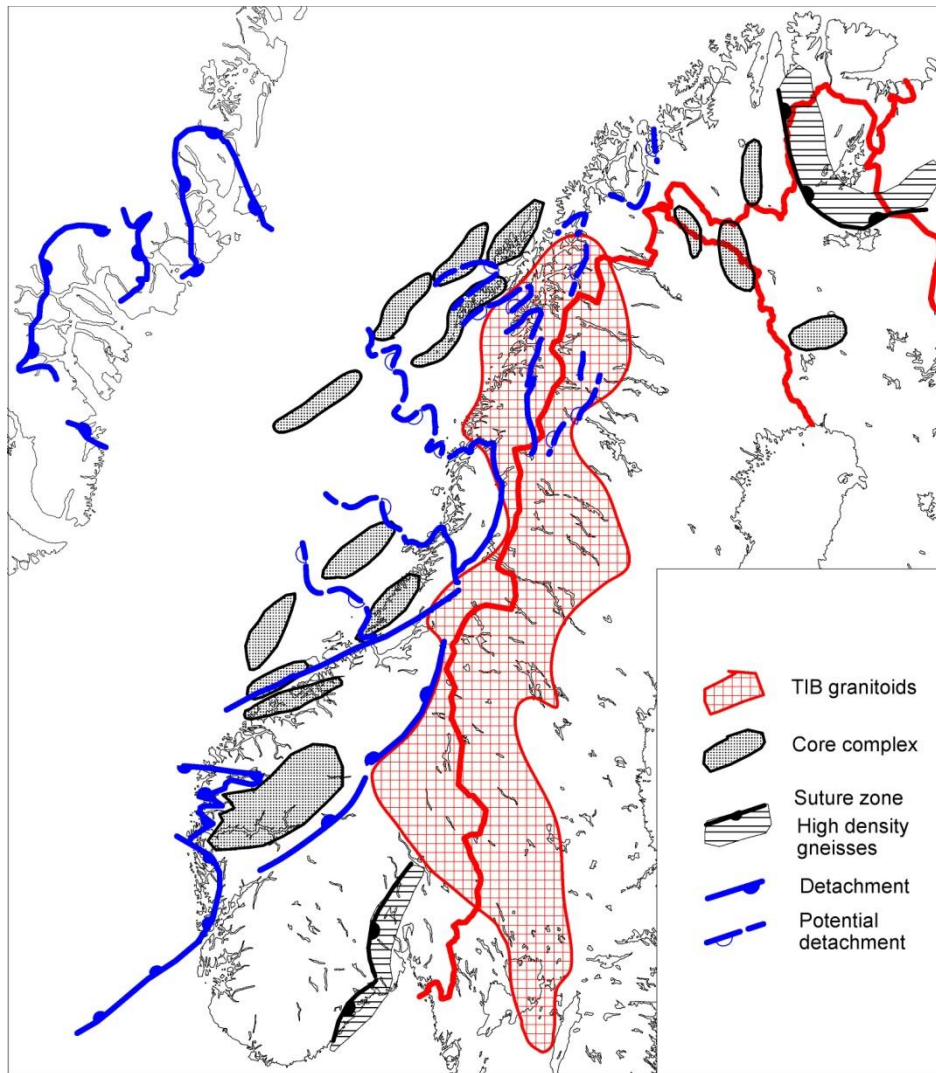 TIB granitoids
Core complex
Suture zone
High density
gneisses
Detachment
Potential
detachment